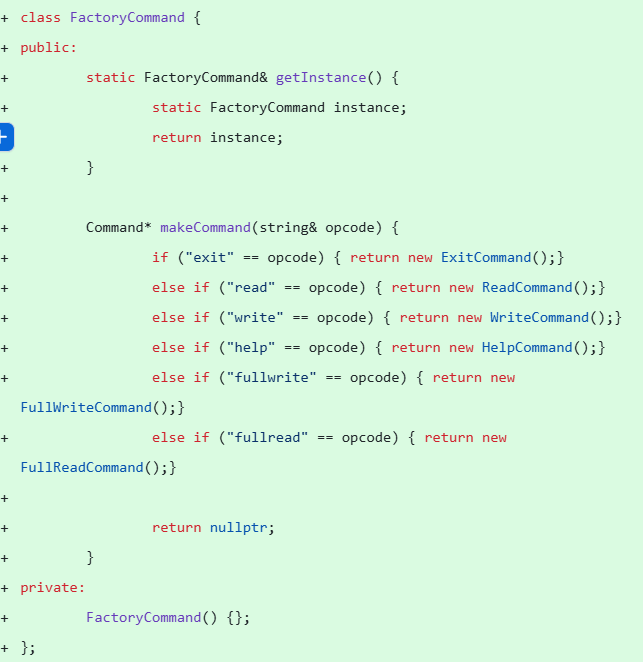 + class FactoryCommand {
+ public:
+         static FactoryCommand& getInstance() {
+                 static FactoryCommand instance;
                  return instance;
+         }
+
+         Command* makeCommand(string& opcode) {
+                 if ("exit" == opcode) { return new ExitCommand();}
+                 else if ("read" == opcode) { return new ReadCommand();}
+                 else if ("write" == opcode) { return new WriteCommand();}
+                 else if ("help" == opcode) { return new HelpCommand();}
+                 else if ("fullwrite" == opcode) { return new
  FullWriteCommand();}
+                 else if ("fullread" == opcode) { return new
  FullReadCommand();}
+
+                 return nullptr;
+         }
+ private:
+         FactoryCommand() {};
+ };